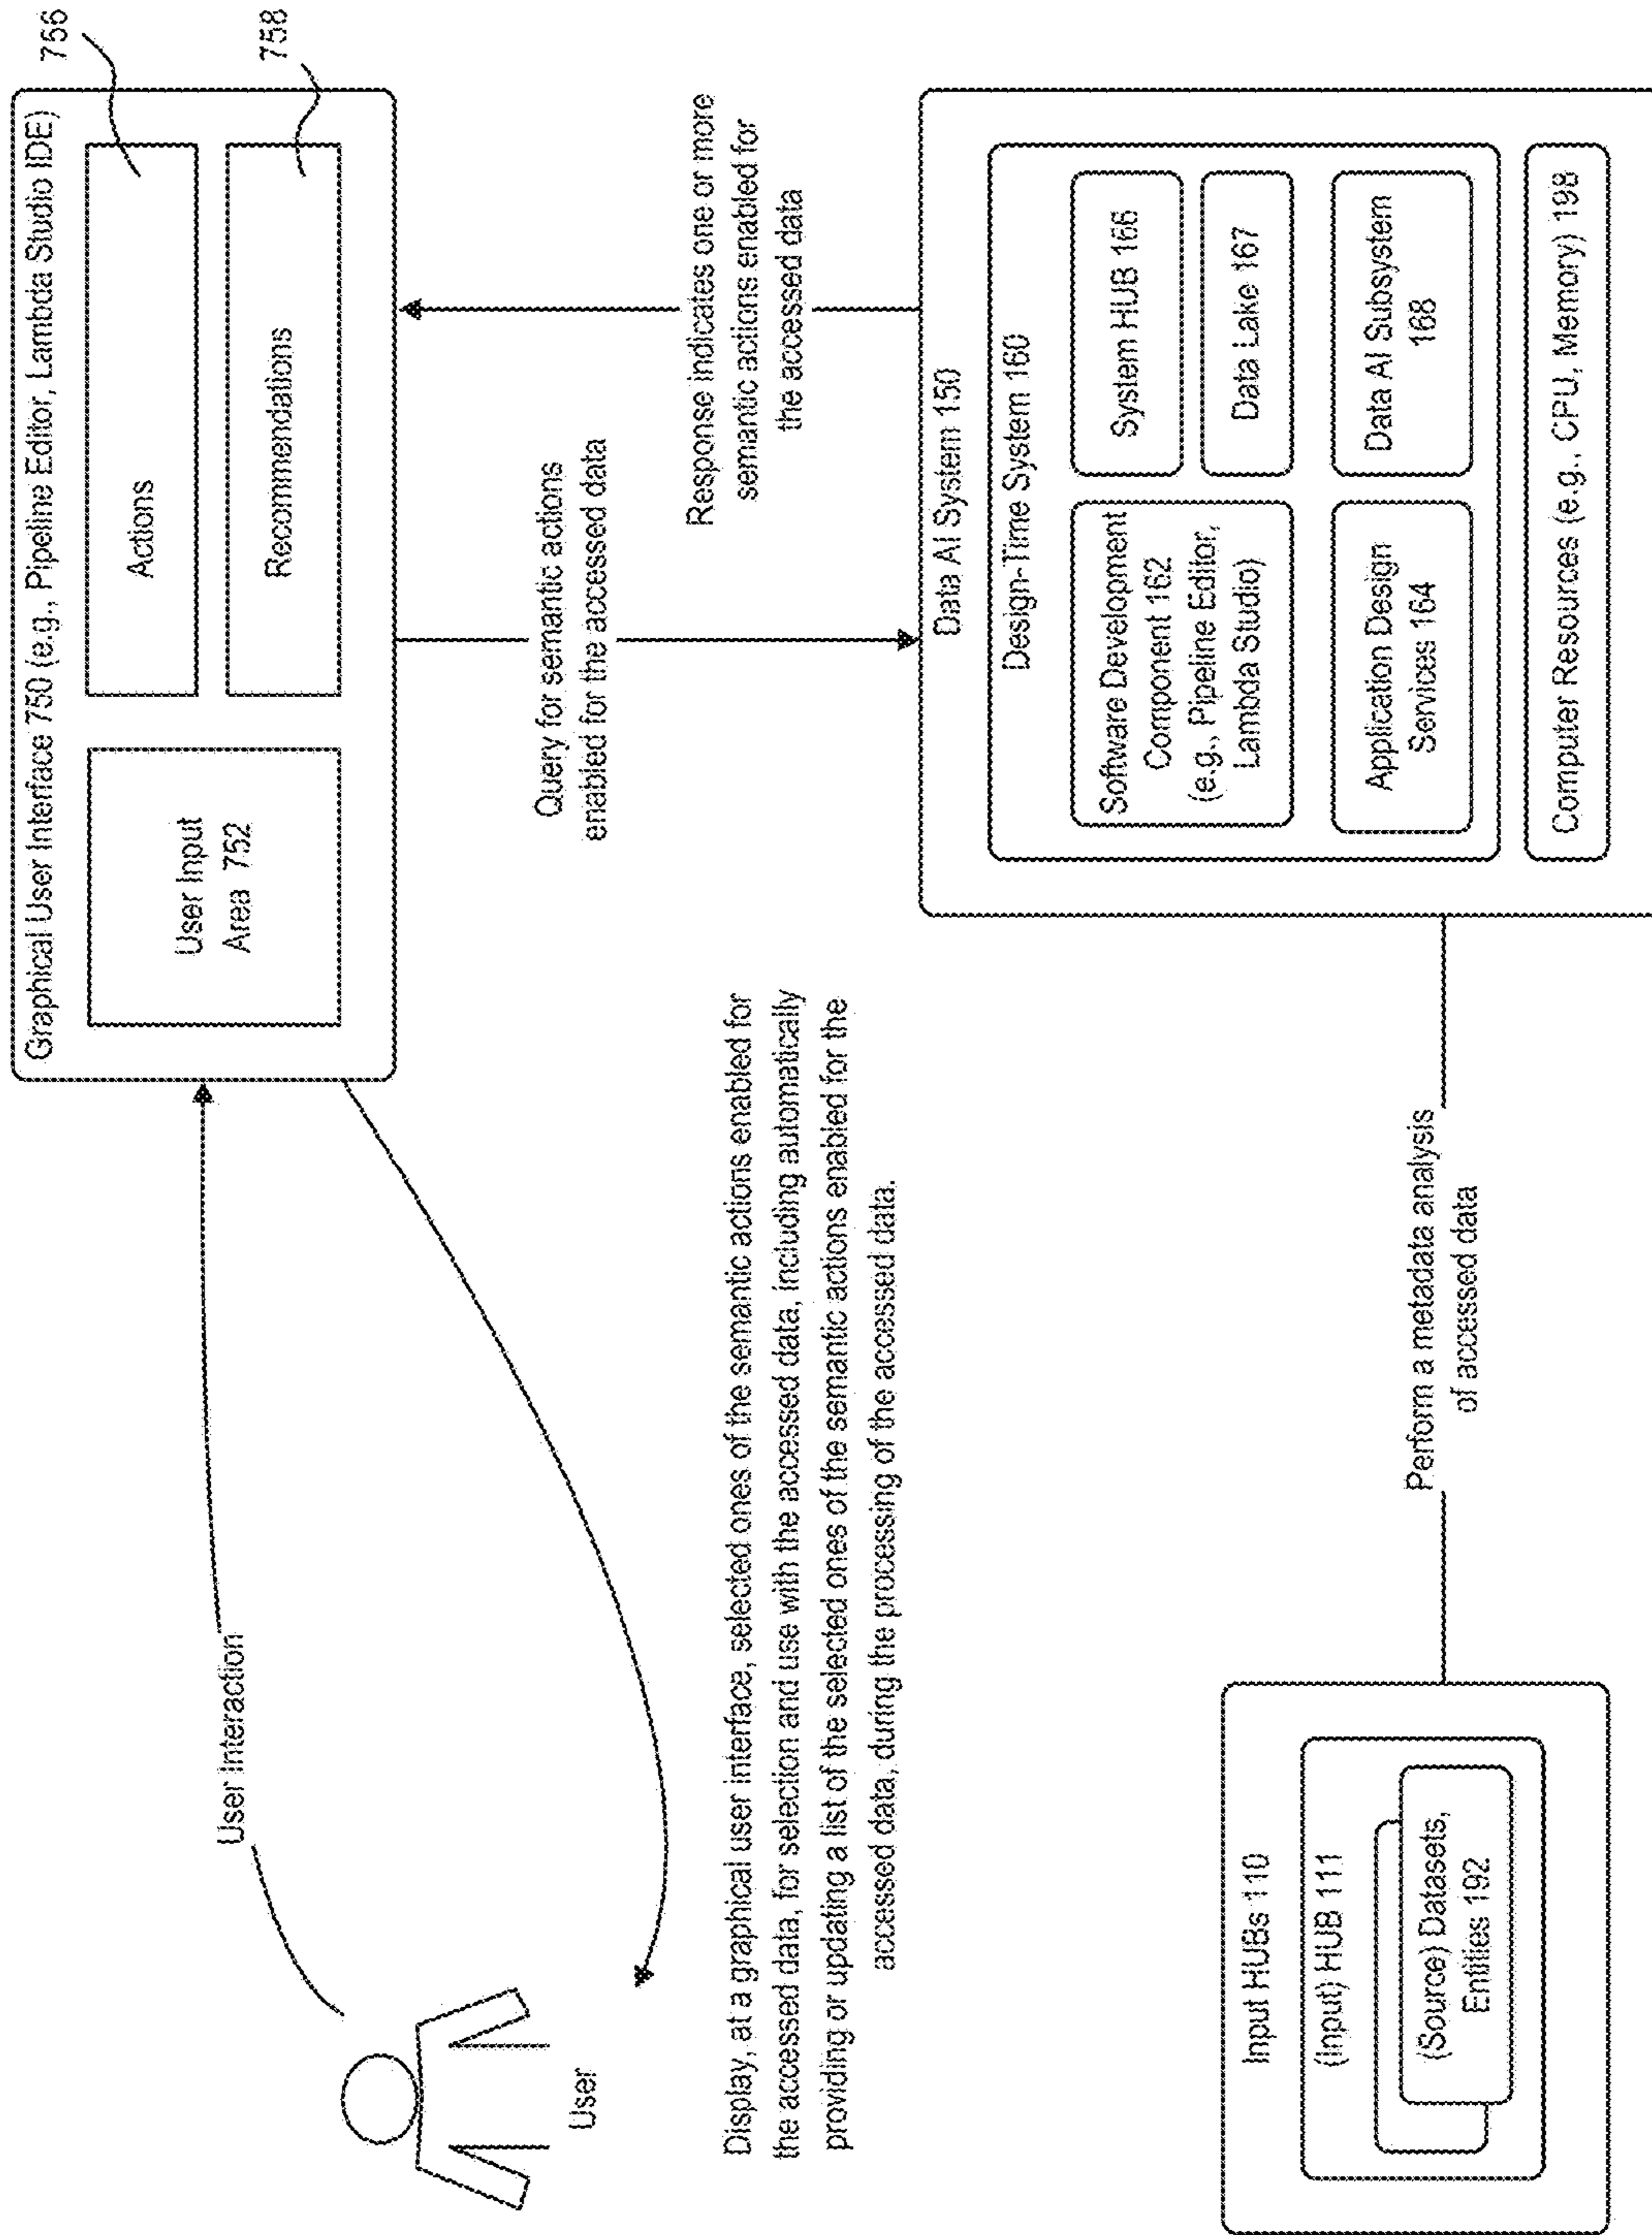 Graphical User Interface 750 (e.g., Pipeline Editor, Lambda Studio IDE)
User Input
Area 752
Actions
Recommendations
756
758
User Interaction
User
Query for semantic actions
enabled for the accessed data
Response indicates one or more
semantic actions enabled for
the accessed data
Display, at a graphical user interface, selected ones of the semantic actions enabled for
the accessed data, for selection and use with the accessed data, including automatically
providing or updating a list of the selected ones of the semantic actions enabled for the
accessed data, during the processing of the accessed data.
Input HUBs 110
(Input) HUB 111
(Source) Datasets,
Entities 192
Perform a metadata analysis
of accessed data
Data AI System 150
Design-Time System 160
Software Development
Component 162
(e.g., Pipeline Editor,
Lambda Studio)
System HUB 166
Data Lake 167
Application Design
Services 164
Data AI Subsystem
168
Computer Resources (e.g., CPU, Memory) 198